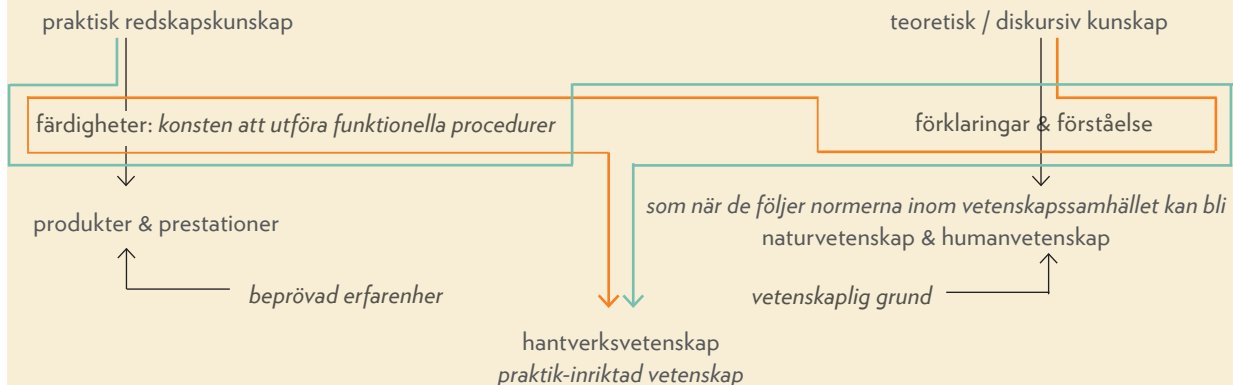 praktisk redskapskunskap
teoretisk / diskursiv kunskap
färdigheter: konsten att utföra funktionella procedurer
förklaringar & förståelse
produkter & prestationer
som när de följer normerna inom vetenskapssamhället kan bli
naturvetenskap & humanvetenskap
beprövad erfarenher
vetenskaplig grund
hantverksvetenskap
praktik-inriktad vetenskap